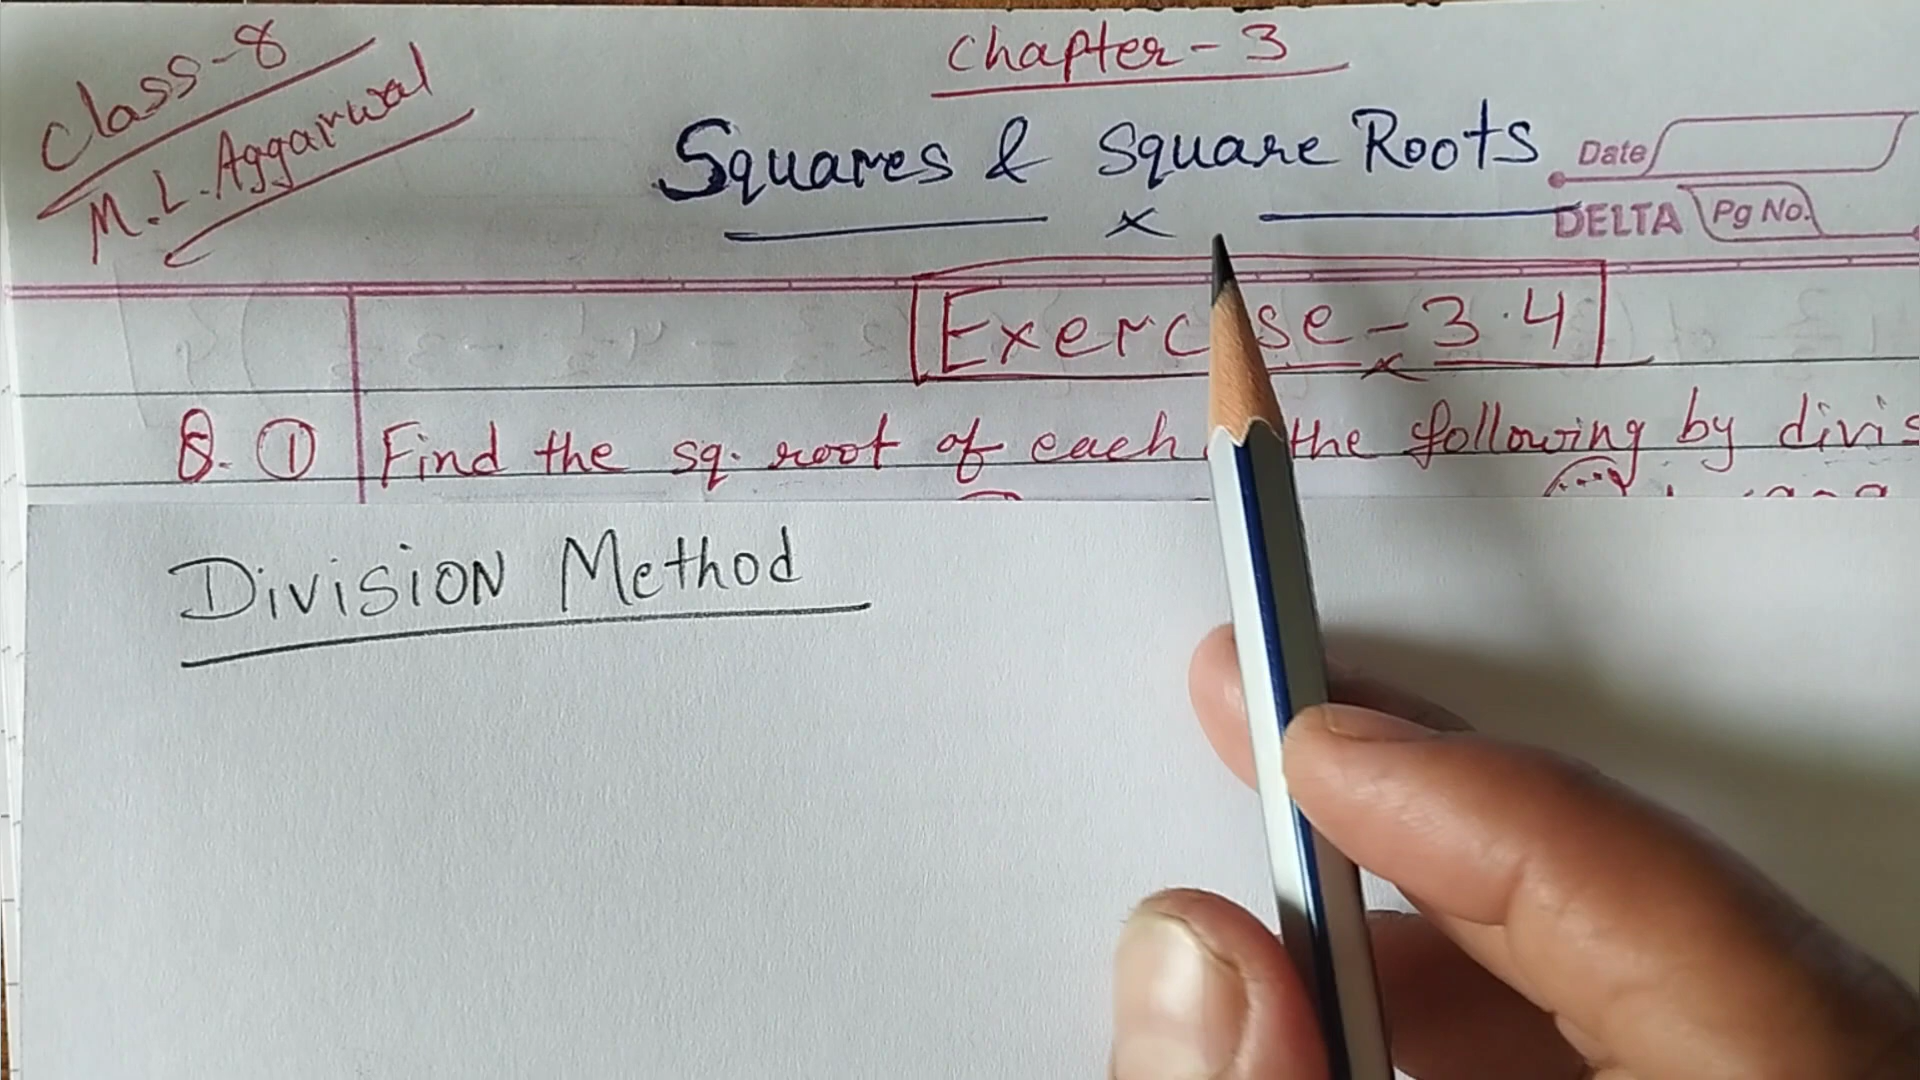 Class-8
M.L. Aggarwal
Chapter - 3
Squares & Square Roots
x
Date
DELTA Pg No.
Exercise - 3.4
x
Q. ① Find the sq. root of each the following by divis
Division Method